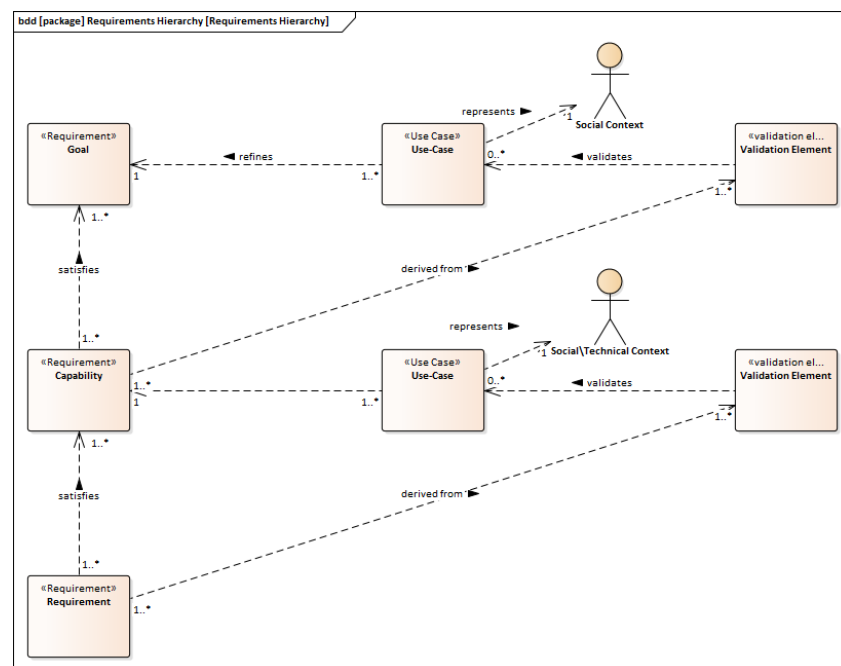 bdd [package] Requirements Hierarchy [Requirements Hierarchy]
represents ►
1
Social Context
«Requirement»
Goal
«Use Case»
Use-Case
«validation el...
Validation Element
◄ refines
1
1..*
0..*
◄ validates
1..*
1..*
satisfies
derived from ►
1..*
represents ►
1
Social\Technical Context
«Requirement»
Capability
«Use Case»
Use-Case
«validation el...
Validation Element
1..*
1
1..*
0..*
◄ validates
1..*
1..*
satisfies
derived from ►
1..*
«Requirement»
Requirement
1..*